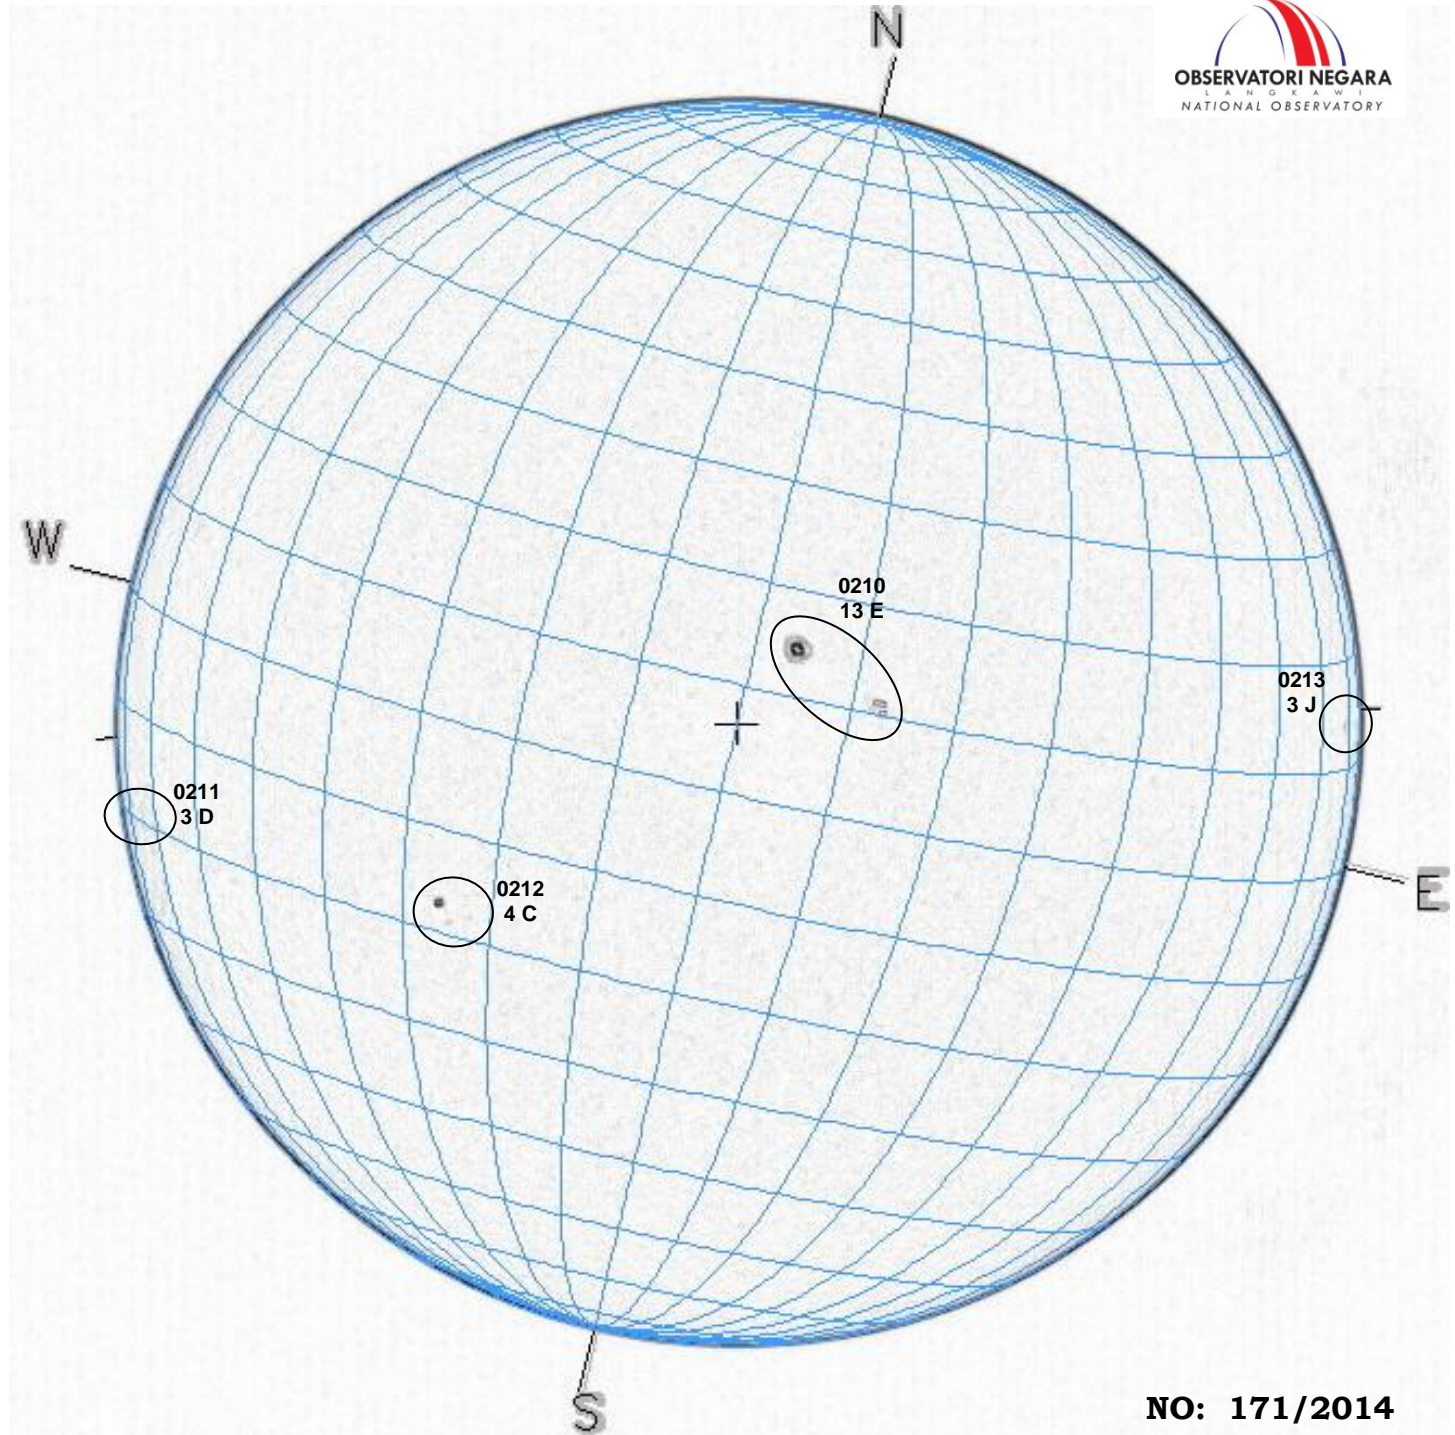 N
OBSERVATORI NEGARA
LANGKAWI
NATIONAL OBSERVATORY
W
0210
13 E
0213
3 J
0211
3 D
0212
4 C
E
S
NO: 171/2014